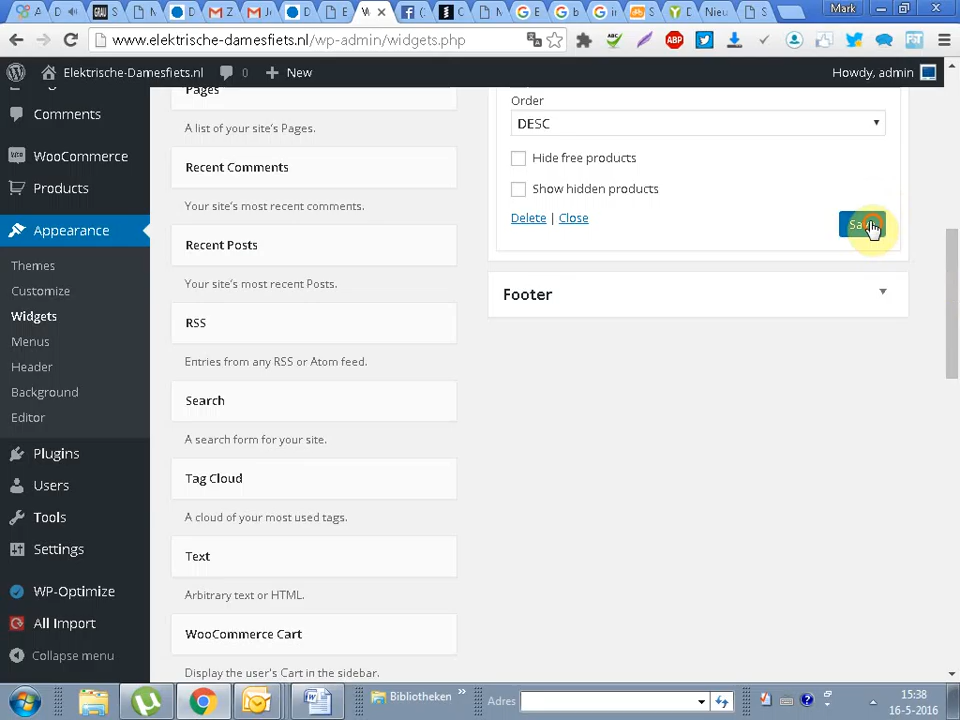 Mark
www.elektrische-damesfiets.nl/wp-admin/widgets.php
Elektrische-Damesfiets.nl
0
New
Howdy, admin
Comments
WooCommerce
Products
Appearance
Themes
Customize
Widgets
Menus
Header
Background
Editor
Plugins
Users
Tools
Settings
WP-Optimize
All Import
Collapse menu
Pages
A list of your site's Pages.
Recent Comments
Your site's most recent comments.
Recent Posts
Your site's most recent Posts.
RSS
Entries from any RSS or Atom feed.
Search
A search form for your site.
Tag Cloud
A cloud of your most used tags.
Text
Arbitrary text or HTML.
WooCommerce Cart
Display the user's Cart in the sidebar.
Order
DESC
Hide free products
Show hidden products
Delete | Close
Footer
Bibliotheken
Adres
15:38
16-5-2016